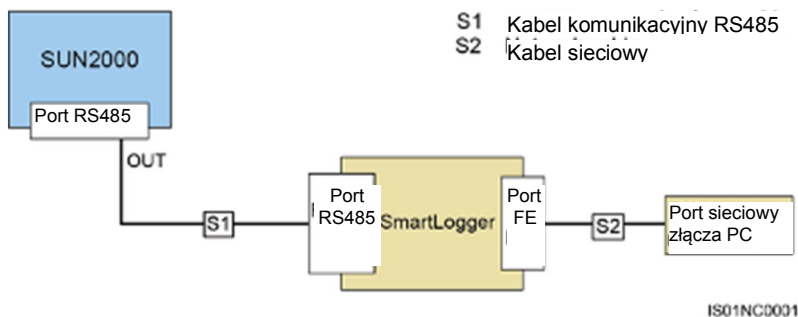 S1 Kabel komunikacyjny RS485
S2 Kabel sieciowy
SUN2000
Port RS485
OUT
S1
Port
RS485
SmartLogger
Port
FE
S2
Port sieciowy
złącza PC
IS01NC0001